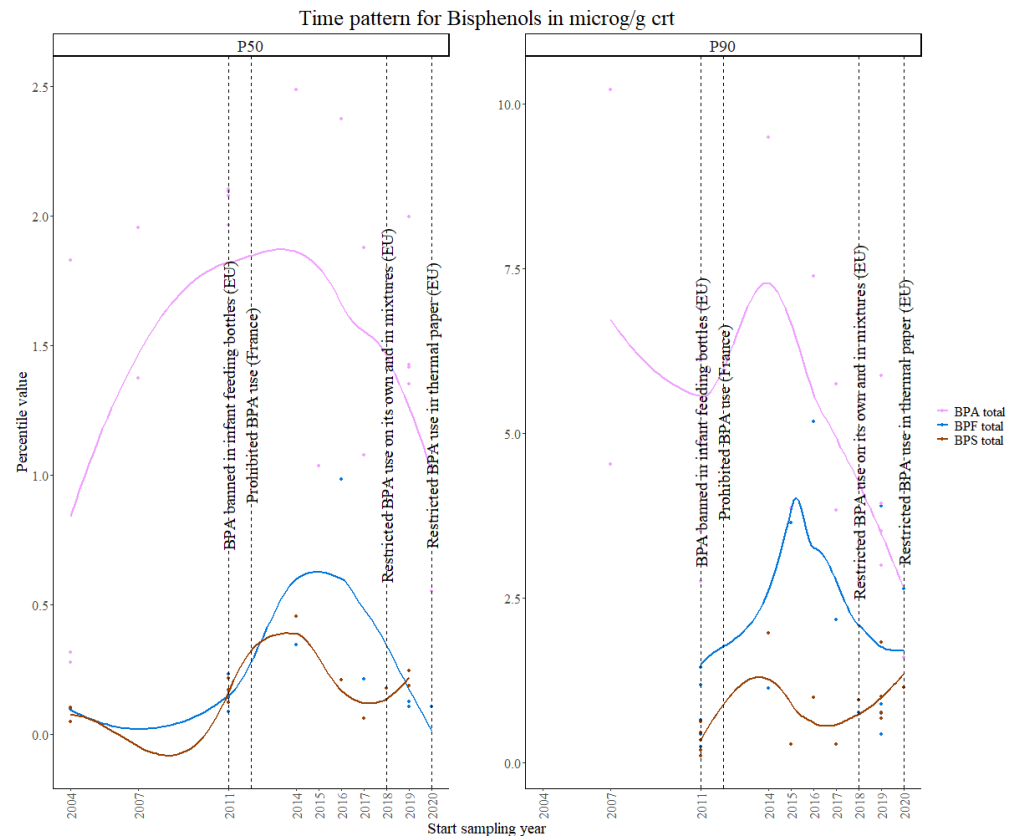 Time pattern for Bisphenols in microg/g crt
P50
P90
Percentile value
2.5
2.0
1.5
1.0
0.5
0.0
10.0
7.5
5.0
2.5
0.0
BPA banned in infant feeding bottles (EU)
Prohibited BPA use (France)
Restricted BPA use on its own and in mixtures (EU)
Restricted BPA use in thermal paper (EU)
BPA banned in infant feeding bottles (EU)
Prohibited BPA use (France)
Restricted BPA use on its own and in mixtures (EU)
Restricted BPA use in thermal paper (EU)
BPA total
BPF total
BPS total
2004
2007
2011
2014
2015
2016
2017
2018
2019
2020
2004
2007
2011
2014
2015
2016
2017
2018
2019
2020
Start sampling year